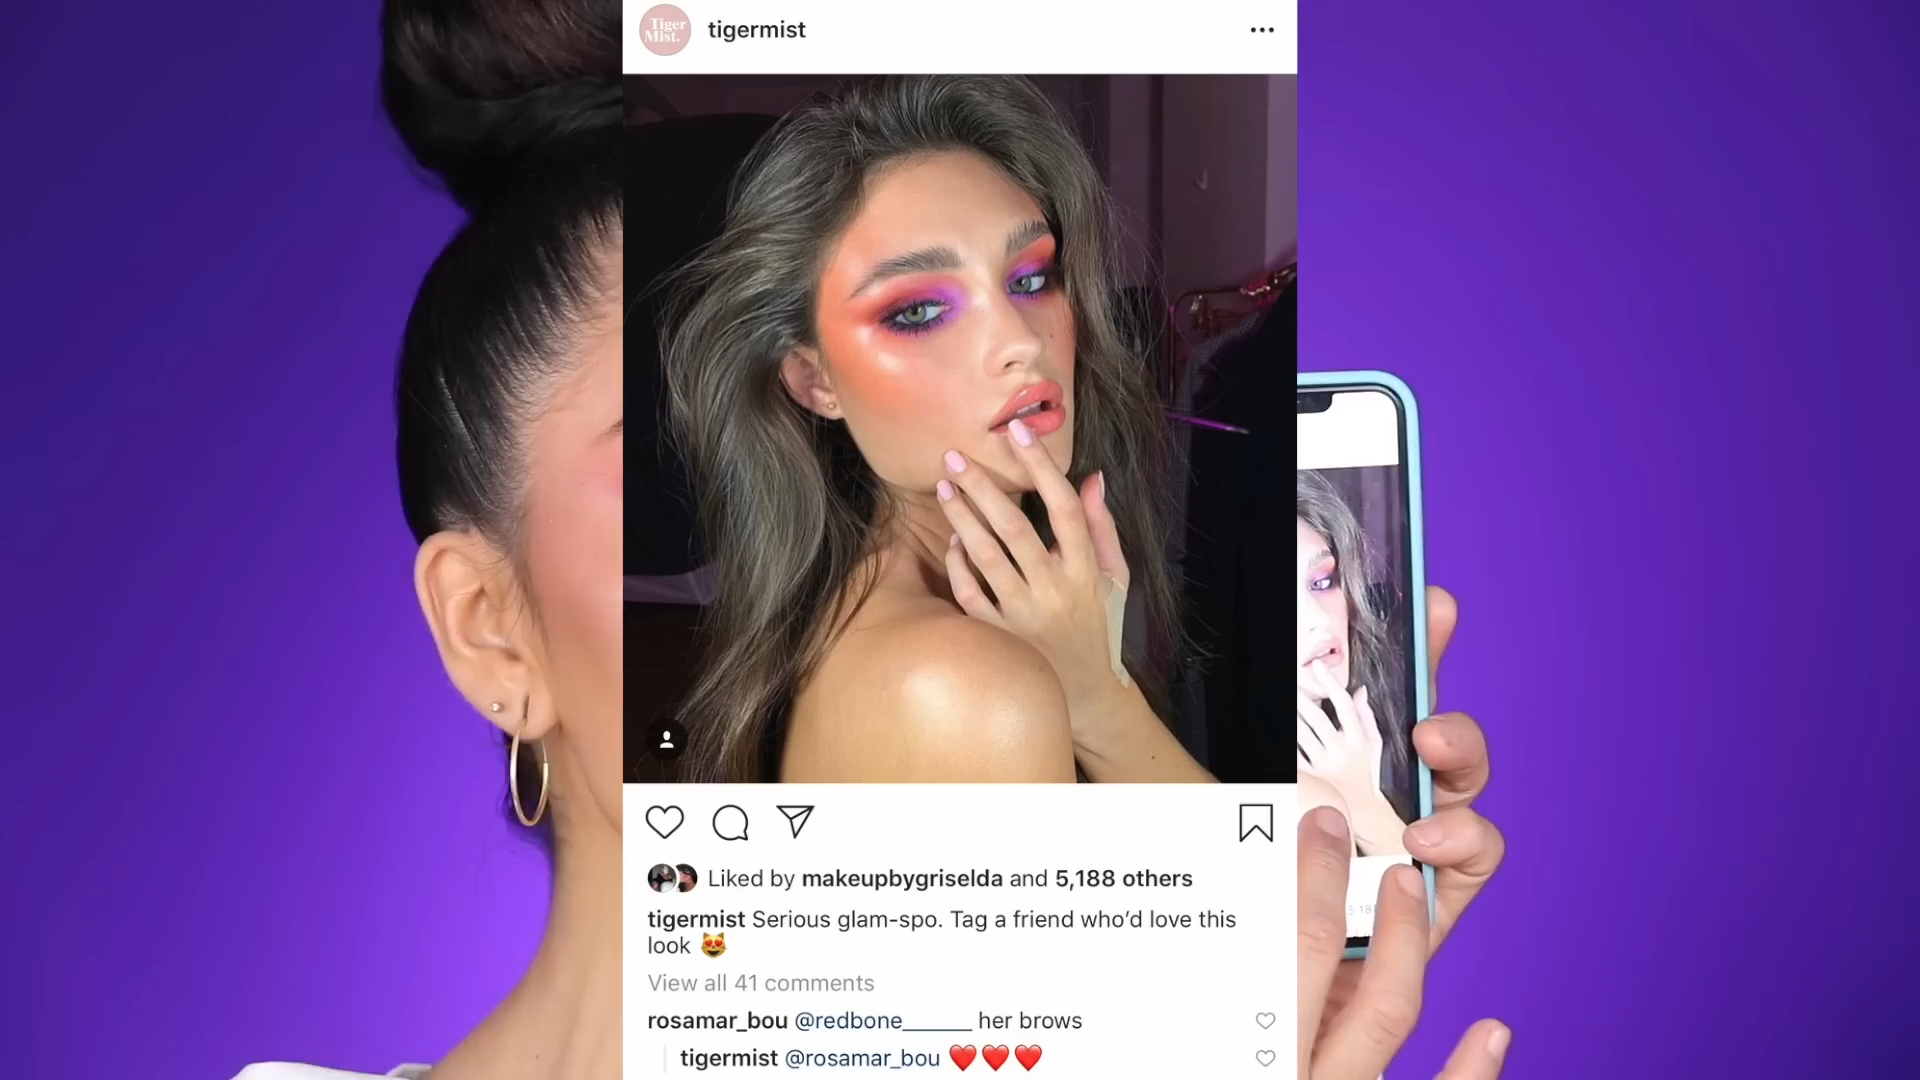 Tiger
Mist.
tigermist
Liked by makeupbygriselda and 5,188 others
tigermist Serious glam-spo. Tag a friend who’d love this
look 😻
View all 41 comments
rosamar_bou @redbone______ her brows
tigermist @rosamar_bou ❤️❤️❤️